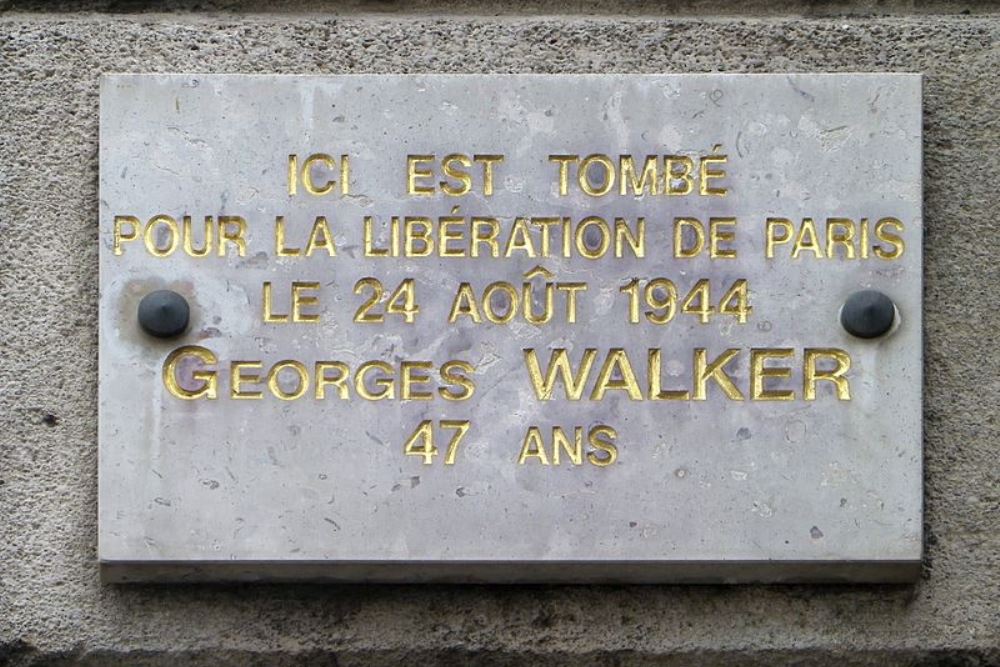 ICI EST TOMBÉ
POUR LA LIBÉRATION DE PARIS
LE 24 AOÛT 1944
GEORGES WALKER
47 ANS